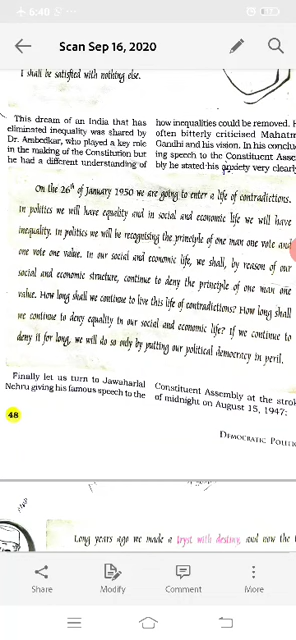 6:40
Scan Sep 16, 2020
I shall be satisfied with nothing else.
This dream of an India that has
eliminated inequality was shared by
Dr. Ambedkar, who played a key role
in the making of the Constitution but
he had a different understanding of
how inequalities could be removed.
often bitterly criticised
Gandhi and his vision. In his
speech to the Constituent
he stated his anxiety very
On the 26th of January 1950 we are going to enter a life of contradictions.
In politics we will have equality and in social and economic life we will have
inequality. In politics we will be recognising the principle of one man one vote and
one vote one value. In our social and economic life, we shall, by reason of our
social and economic structure, continue to deny the principle of one man one
value. How long shall we continue to live this life of contradictions? How long shall
we continue to deny equality in our social and economic life? If we continue to
deny it for long, we will do so only by putting our political democracy in peril.
Finally let us turn to Jawaharlal
Nehru giving his famous speech to the
Constituent Assembly at the
of midnight on August 15, 1947:
48
DEMOCRATIC
Long years ago we made a tryst with destiny, and now the
Share
Modify
Comment
More